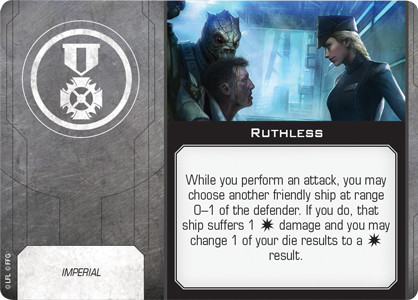 RUTHLESS
While you perform an attack, you may
choose another friendly ship at range
0–1 of the defender. If you do, that
ship suffers 1 damage and you may
change 1 of your die results to a
result.
IMPERIAL
© LFL © FFG